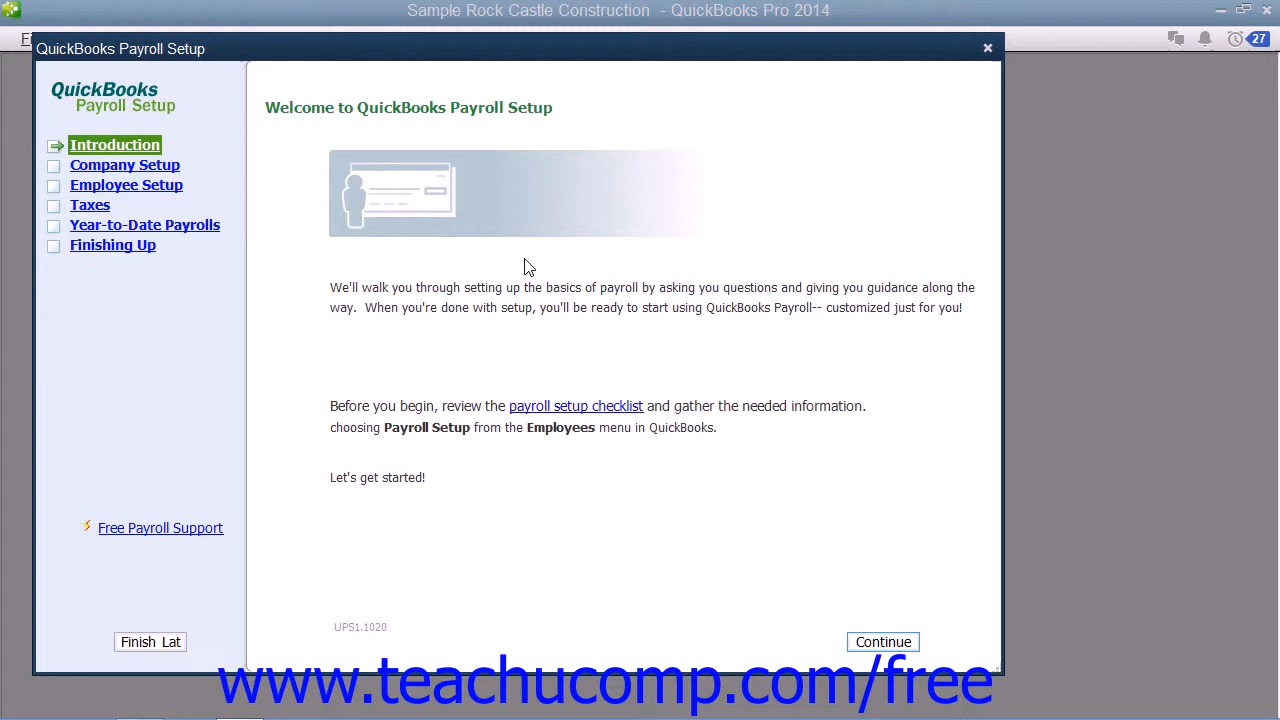 Sample Rock Castle Construction - QuickBooks Pro 2014
QuickBooks Payroll Setup
27
QuickBooks
Payroll Setup
Introduction
Company Setup
Employee Setup
Taxes
Year-to-Date Payrolls
Finishing Up
Free Payroll Support
Finish Lat
Welcome to QuickBooks Payroll Setup
We'll walk you through setting up the basics of payroll by asking you questions and giving you guidance along the
way. When you're done with setup, you'll be ready to start using QuickBooks Payroll-- customized just for you!
Before you begin, review the payroll setup checklist and gather the needed information.
choosing Payroll Setup from the Employees menu in QuickBooks.
Let's get started!
UPS1.1020
Continue
www.teachucomp.com/free